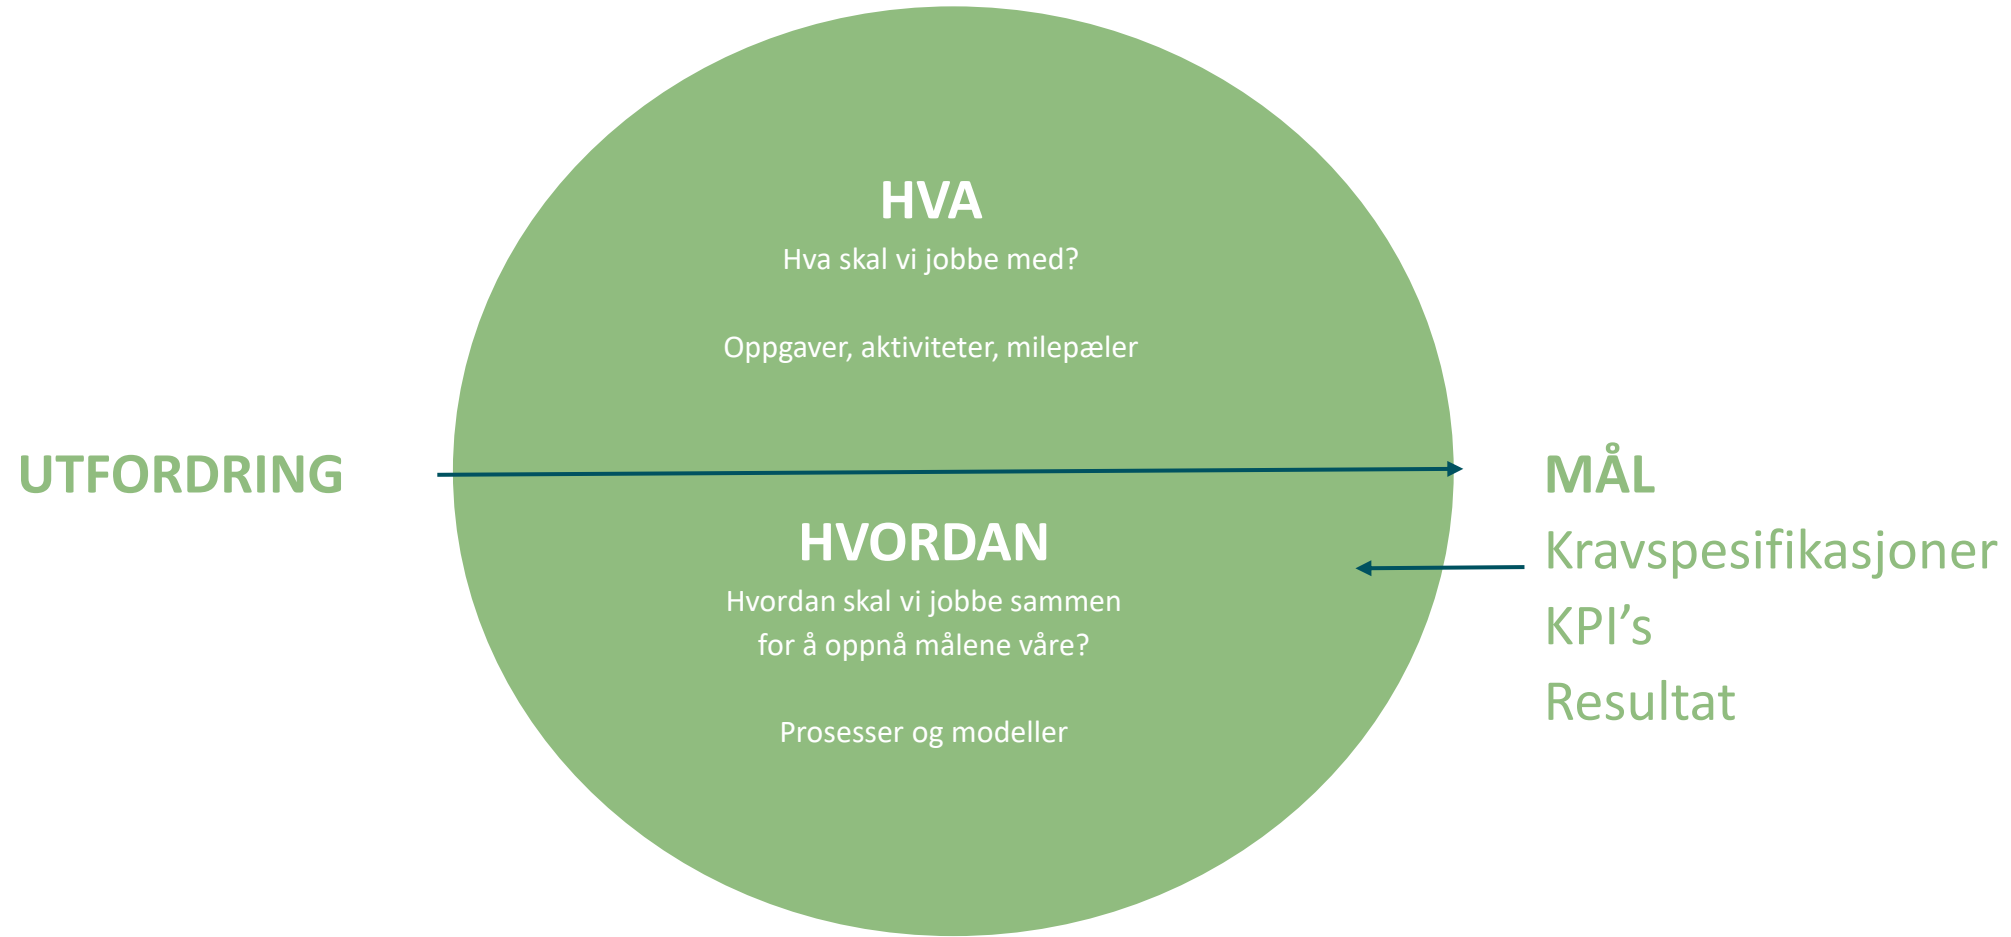 HVA
Hva skal vi jobbe med?
Oppgaver, aktiviteter, milepæler
UTFORDRING
HVORDAN
Hvordan skal vi jobbe sammen
for å oppnå målene våre?
Prosesser og modeller
MÅL
Kravspesifikasjoner
KPI’s
Resultat